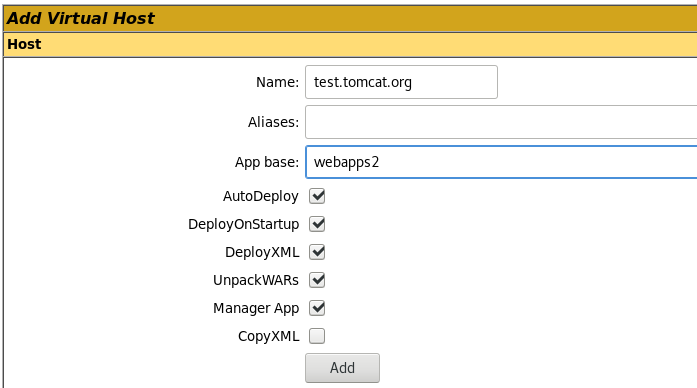 Add Virtual Host
Host
Name: test.tomcat.org
Aliases:
App base: webapps2
AutoDeploy
DeployOnStartup
DeployXML
UnpackWARs
Manager App
CopyXML
Add